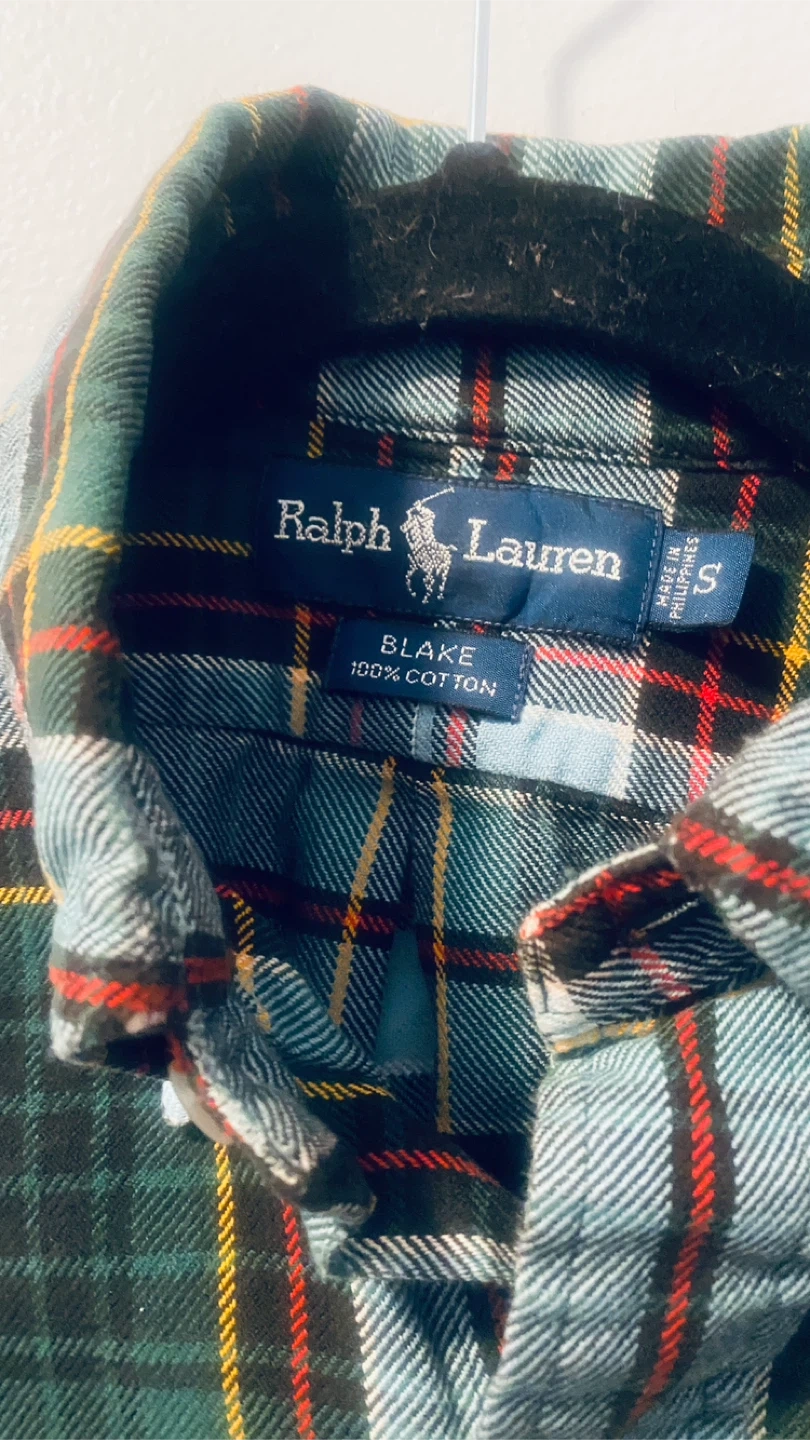 Ralph Lauren
MADE IN
PHILIPPINES
S
BLAKE
100% COTTON